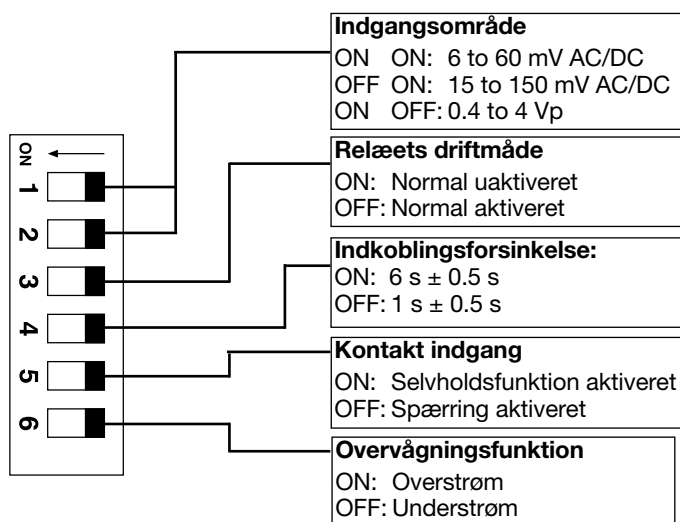 Indgangsområde
ON ON: 6 to 60 mV AC/DC
OFF ON: 15 to 150 mV AC/DC
ON OFF: 0.4 to 4 Vp
Relæets driftmåde
ON: Normal uaktiveret
OFF: Normal aktiveret
Indkoblingsforsinkelse:
ON: 6 s ± 0.5 s
OFF: 1 s ± 0.5 s
Kontakt indgang
ON: Selvholdsfunktion aktiveret
OFF: Spærring aktiveret
Overvågningsfunktion
ON: Overstrøm
OFF: Understrøm
ON
1
2
3
4
5
6